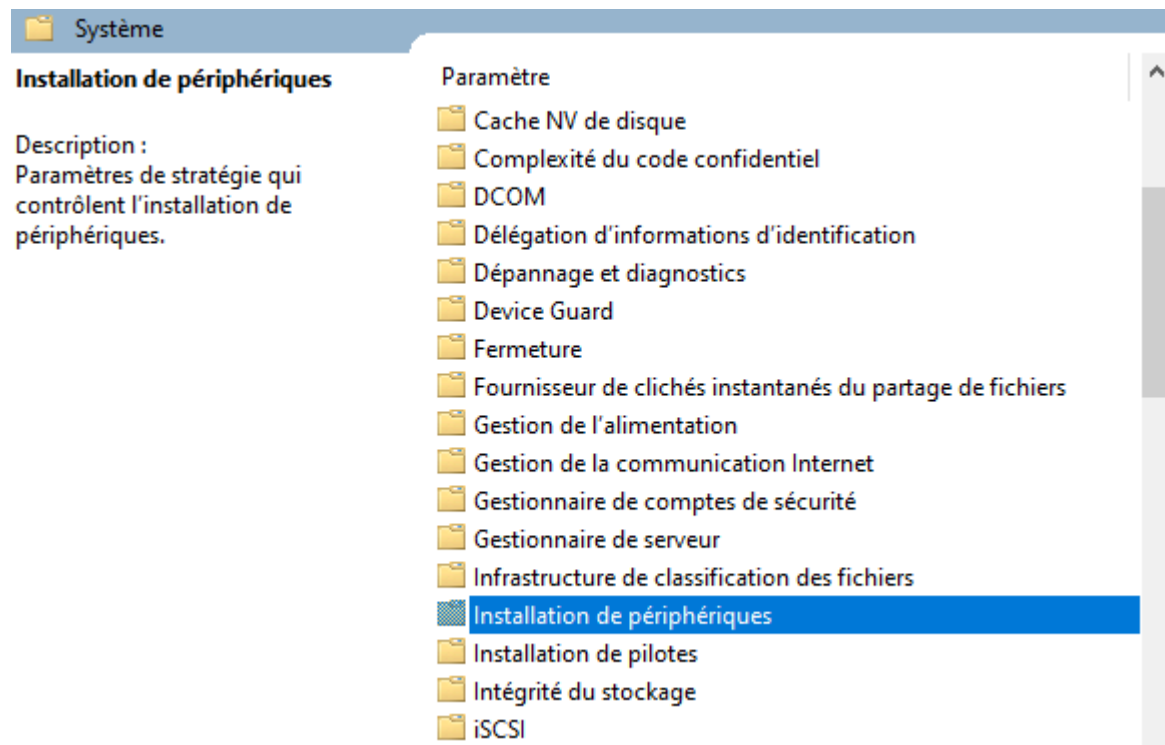 Système
Installation de périphériques
Description :
Paramètres de stratégie qui
contrôlent l'installation de
périphériques.
Paramètre
Cache NV de disque
Complexité du code confidentiel
DCOM
Délégation d'informations d'identification
Dépannage et diagnostics
Device Guard
Fermeture
Fournisseur de clichés instantanés du partage de fichiers
Gestion de l'alimentation
Gestion de la communication Internet
Gestionnaire de comptes de sécurité
Gestionnaire de serveur
Infrastructure de classification des fichiers
Installation de périphériques
Installation de pilotes
Intégrité du stockage
iSCSI